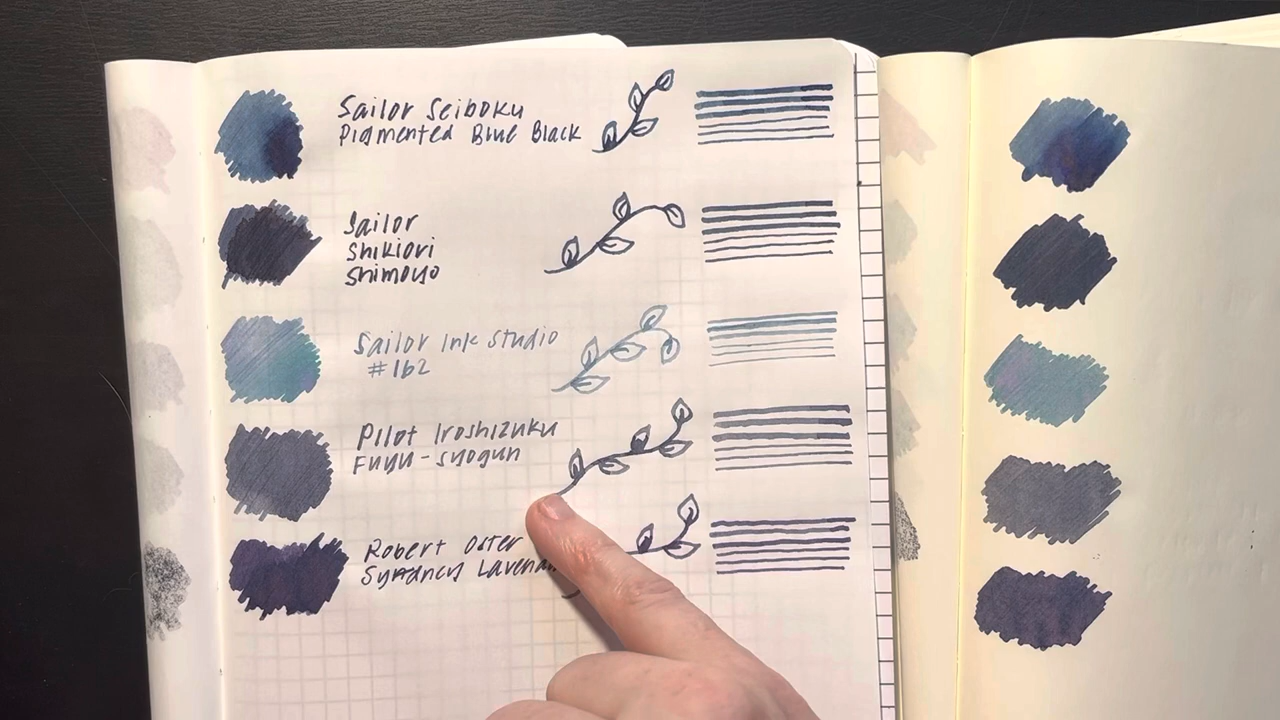 Sailor Seiboku
Pigmented Blue Black
Sailor
Shikiori
Shimoyo
Sailor Ink Studio
#162
Pilot Iroshizuku
Fuyu-syogun
Robert Oster